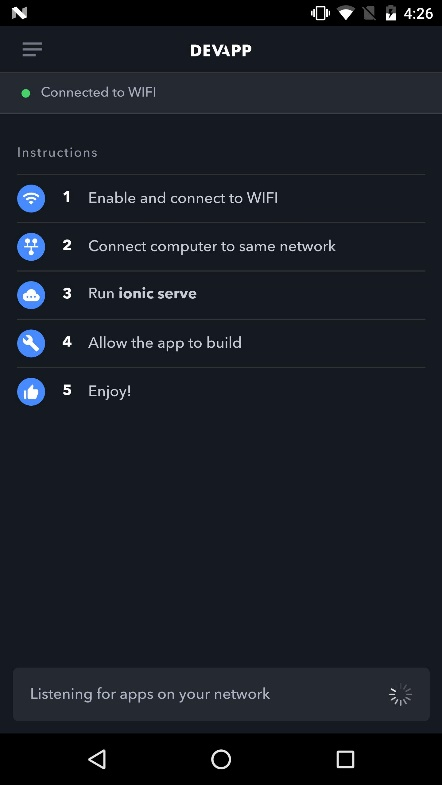 4:26
DEVAPP
Connected to WIFI
Instructions
1 Enable and connect to WIFI
2 Connect computer to same network
3 Run ionic serve
4 Allow the app to build
5 Enjoy!
Listening for apps on your network